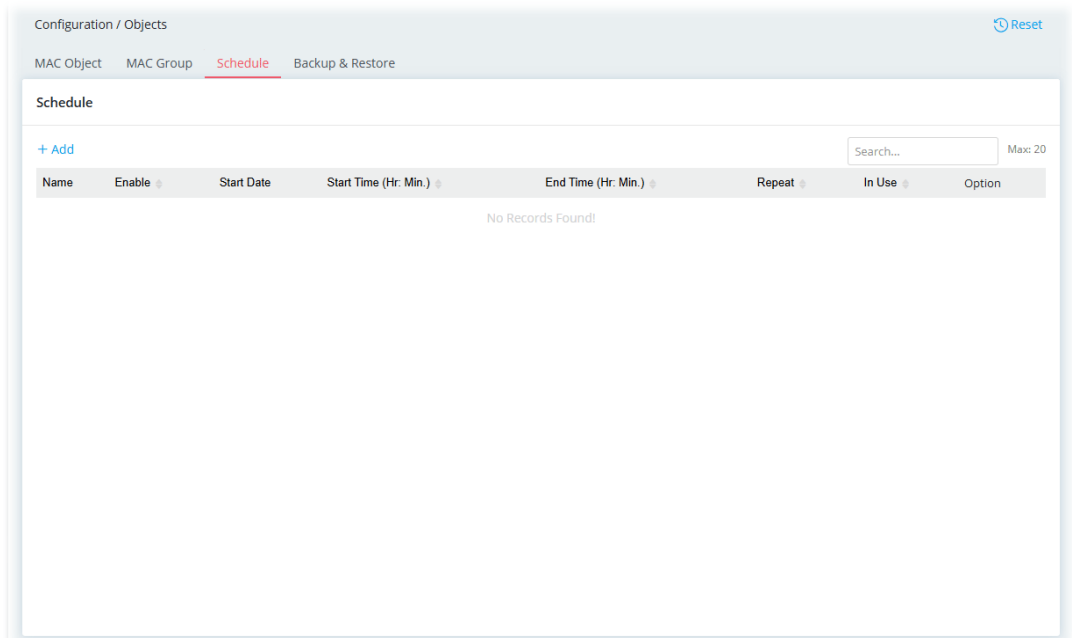 Configuration / Objects
Reset
MAC Object MAC Group Schedule Backup & Restore
Schedule
+ Add
Search...
Max: 20
Name Enable Start Date Start Time (Hr: Min.) End Time (Hr: Min.) Repeat In Use Option
No Records Found!